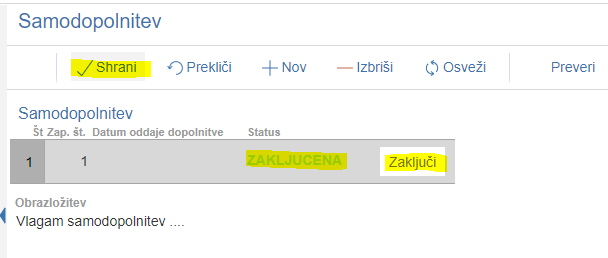 Samodopolnitev
Shrani Prekliči Nov Izbriši Osveži Preveri
Samodopolnitev
Št Zap. št. Datum oddaje dopolnitve Status
1 1 ZAKLJUCENA Zaključi
Obrazložitev
Vlagam samodopolnitev ....